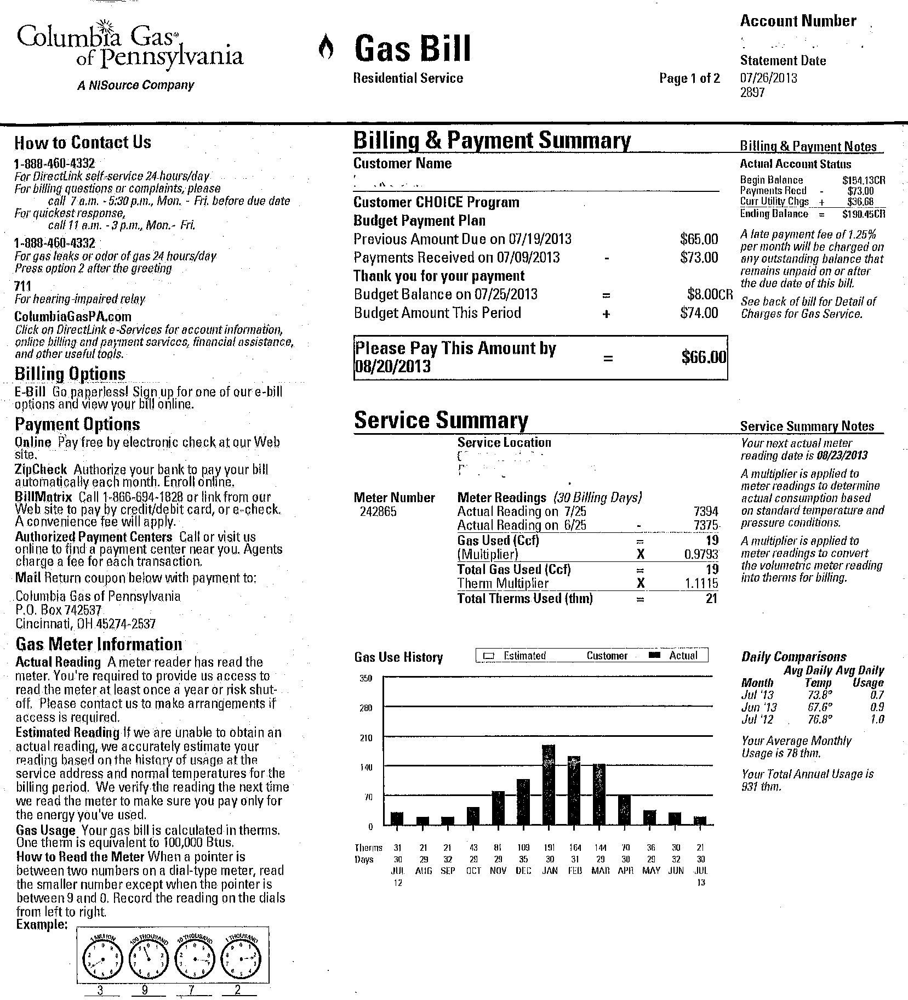 Columbia Gas®
of Pennsylvania
A NiSource Company
Gas Bill
Residential Service
Page 1 of 2
Account Number
Statement Date
07/26/2013
2897
How to Contact Us
1-888-460-4332
For DirectLink self-service 24-hours/day
For billing questions or complaints, please
call 7 a.m. - 5:30 p.m., Mon. - Fri. before due date
For quickest response,
call 11 a.m. - 3 p.m., Mon.- Fri.
1-888-460-4332
For gas leaks or odor of gas 24 hours/day
Press option 2 after the greeting
711
For hearing-impaired relay
ColumbiaGasPA.com
Click on DirectLink e-Services for account information,
online billing and payment services, financial assistance,
and other useful tools.
Billing Options
E-Bill Go paperless! Sign up for one of our e-bill
options and view your bill online.
Payment Options
Online Pay free by electronic check at our Web
site.
ZipCheck Authorize your bank to pay your bill
automatically each month. Enroll online.
BillMatrix Call 1-866-694-1828 or link from our
Web site to pay by credit/debit card, or e-check.
A convenience fee will apply.
Authorized Payment Centers Call or visit us
online to find a payment center near you. Agents
charge a fee for each transaction.
Mail Return coupon below with payment to:
Columbia Gas of Pennsylvania
P.O. Box 742537
Cincinnati, OH 45274-2537
Gas Meter Information
Actual Reading A meter reader has read the
meter. You're required to provide us access to
read the meter at least once a year or risk shut-
off. Please contact us to make arrangements if
access is required.
Estimated Reading If we are unable to obtain an
actual reading, we accurately estimate your
reading based on the history of usage at the
service address and normal temperatures for the
billing period. We verify the reading the next time
we read the meter to make sure you pay only for
the energy you've used.
Gas Usage Your gas bill is calculated in therms.
One therm is equivalent to 100,000 Btus.
How to Read the Meter When a pointer is
between two numbers on a dial-type meter, read
the smaller number except when the pointer is
between 9 and 0. Record the reading on the dials
from left to right.
Example:
1 MILLION 100 THOUSAND 10 THOUSAND 1 THOUSAND
3 9 7 2
Billing & Payment Summary
Customer Name
Customer CHOICE Program
Budget Payment Plan
Previous Amount Due on 07/19/2013 $65.00
Payments Received on 07/09/2013 - $73.00
Thank you for your payment
Budget Balance on 07/25/2013 = $8.00CR
Budget Amount This Period + $74.00
Please Pay This Amount by
08/20/2013 = $66.00
Billing & Payment Notes
Actual Account Status
Begin Balance $154.13CR
Payments Recd - $73.00
Curr Utility Chgs + $36.68
Ending Balance = $190.45CR
A late payment fee of 1.25%
per month will be charged on
any outstanding balance that
remains unpaid on or after
the due date of this bill.
See back of bill for Detail of
Charges for Gas Service.
Service Summary
Service Location
Meter Number
242865
Meter Readings (30 Billing Days)
Actual Reading on 7/25 7394
Actual Reading on 6/25 - 7375
Gas Used (Ccf) = 19
(Multiplier) X 0.9793
Total Gas Used (Ccf) = 19
Therm Multiplier X 1.1115
Total Therms Used (thm) = 21
Service Summary Notes
Your next actual meter
reading date is 08/23/2013
A multiplier is applied to
meter readings to determine
actual consumption based
on standard temperature and
pressure conditions.
A multiplier is applied to
meter readings to convert
the volumetric meter reading
into therms for billing.
Gas Use History
Estimated Customer Actual
350
280
210
140
70
0
Therms 31 21 21 43 81 109 191 164 144 70 36 30 21
Days 30 29 32 29 29 35 30 31 29 30 29 32 30
JUL AUG SEP OCT NOV DEC JAN FEB MAR APR MAY JUN JUL
12 13
Daily Comparisons
Avg Daily Avg Daily
Month Temp Usage
Jul '13 73.8° 0.7
Jun '13 67.6° 0.9
Jul '12 76.8° 1.0
Your Average Monthly
Usage is 78 thm.
Your Total Annual Usage is
931 thm.